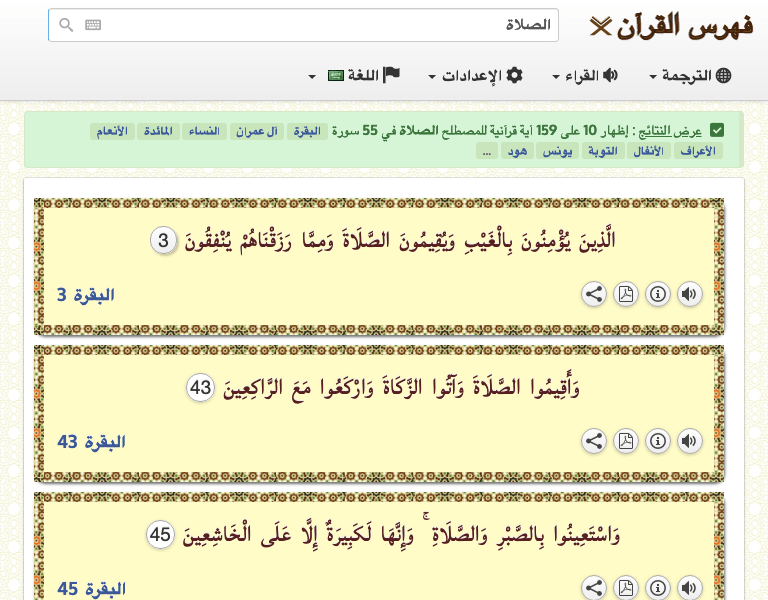 فهرس القرآن
الصلاة
الترجمة القراء الإعدادات اللغة
عرض النتائج : إظهار 10 على 159 آية قرآنية للمصطلح الصلاة في 55 سورة البقرة آل عمران النساء المائدة الأنعام
الأعراف الأنفال التوبة يونس هود ...
الَّذِينَ يُؤْمِنُونَ بِالْغَيْبِ وَيُقِيمُونَ الصَّلَاةَ وَمِمَّا رَزَقْنَاهُمْ يُنْفِقُونَ 3
البقرة 3
وَأَقِيمُوا الصَّلَاةَ وَآتُوا الزَّكَاةَ وَارْكَعُوا مَعَ الرَّاكِعِينَ 43
البقرة 43
وَاسْتَعِينُوا بِالصَّبْرِ وَالصَّلَاةِ ۚ وَإِنَّهَا لَكَبِيرَةٌ إِلَّا عَلَى الْخَاشِعِينَ 45
البقرة 45